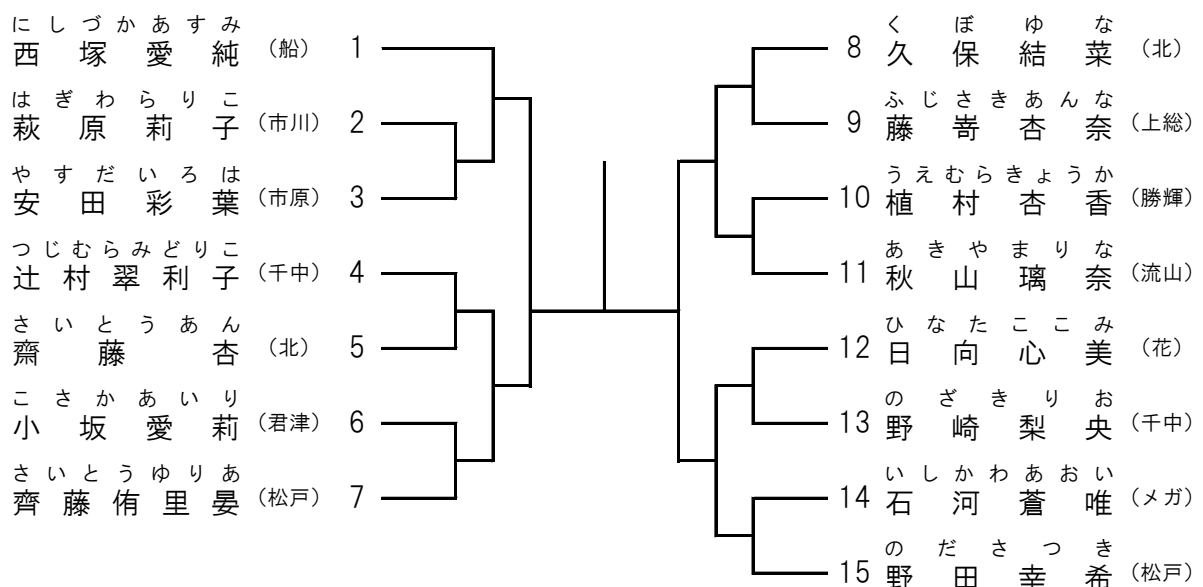 にしづかあすみ
西塚愛純 （船） 1
はぎわらりこ
萩原莉子 （市川） 2
やすだいろは
安田彩葉 （市原） 3
つじむらみどりこ
辻村翠利子 （千中） 4
さいとうあん
齋藤杏 （北） 5
こさかあいり
小坂愛莉 （君津） 6
さいとうゆりあ
齊藤侑里晏 （松戸） 7
くぼゆな
8 久保結菜 （北）
ふじさきあんな
9 藤嵜杏奈 （上総）
うえむらきょうか
10 植村杏香 （勝輝）
あきやまりな
11 秋山璃奈 （流山）
ひなたここみ
12 日向心美 （花）
のざきりお
13 野崎梨央 （千中）
いしかわあおい
14 石河蒼唯 （メガ）
のださつき
15 野田幸希 （松戸）